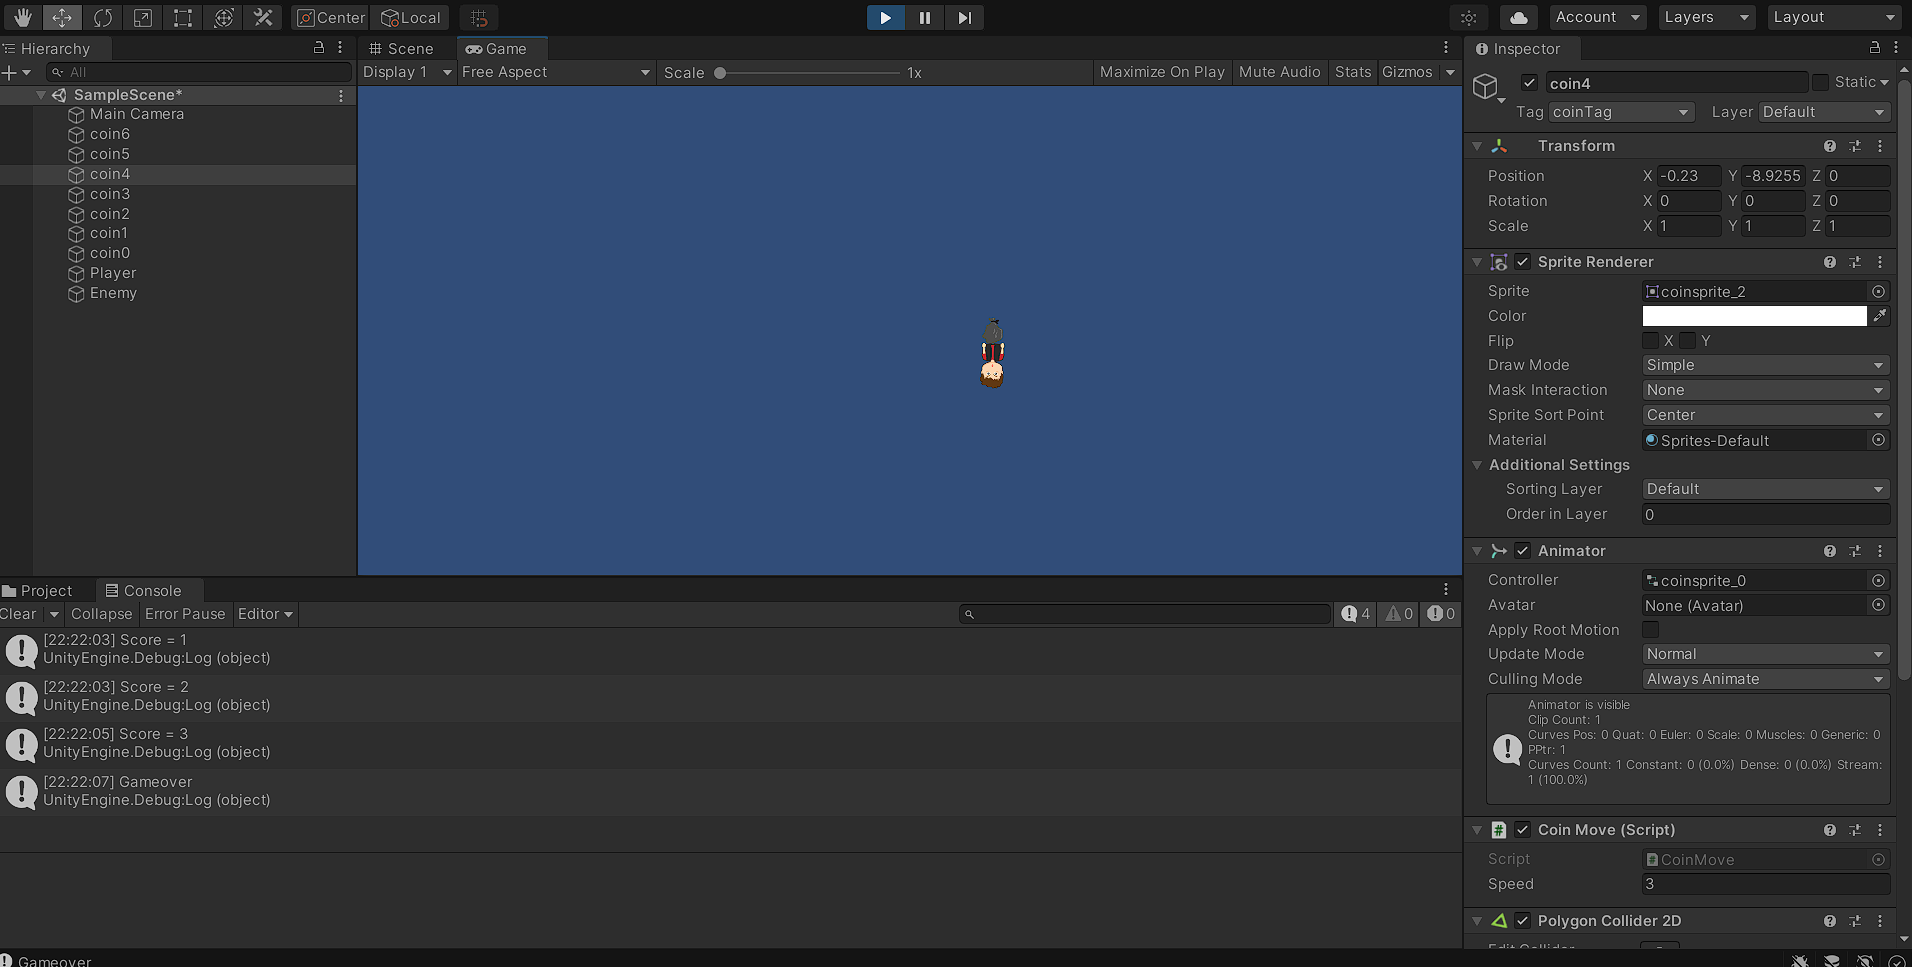 Center Local Account Layers Layout
Hierarchy
All
SampleScene*
Main Camera
coin6
coin5
coin4
coin3
coin2
coin1
coin0
Player
Enemy
Scene Game
Display 1 Free Aspect Scale 1x Maximize On Play Mute Audio Stats Gizmos
Project Console
Clear Collapse Error Pause Editor 4 0 0
[22:22:03] Score = 1
UnityEngine.Debug:Log (object)
[22:22:03] Score = 2
UnityEngine.Debug:Log (object)
[22:22:05] Score = 3
UnityEngine.Debug:Log (object)
[22:22:07] Gameover
UnityEngine.Debug:Log (object)
Gameover
Inspector
coin4 Static
Tag coinTag Layer Default
Transform
Position X -0.23 Y -8.9255 Z 0
Rotation X 0 Y 0 Z 0
Scale X 1 Y 1 Z 1
Sprite Renderer
Sprite coinsprite_2
Color
Flip X Y
Draw Mode Simple
Mask Interaction None
Sprite Sort Point Center
Material Sprites-Default
Additional Settings
Sorting Layer Default
Order in Layer 0
Animator
Controller coinsprite_0
Avatar None (Avatar)
Apply Root Motion
Update Mode Normal
Culling Mode Always Animate
Animator is visible
Clip Count: 1
Curves Pos: 0 Quat: 0 Euler: 0 Scale: 0 Muscles: 0 Generic: 0
PPtr: 1
Curves Count: 1 Constant: 0 (0.0%) Dense: 0 (0.0%) Stream:
1 (100.0%)
Coin Move (Script)
Script CoinMove
Speed 3
Polygon Collider 2D